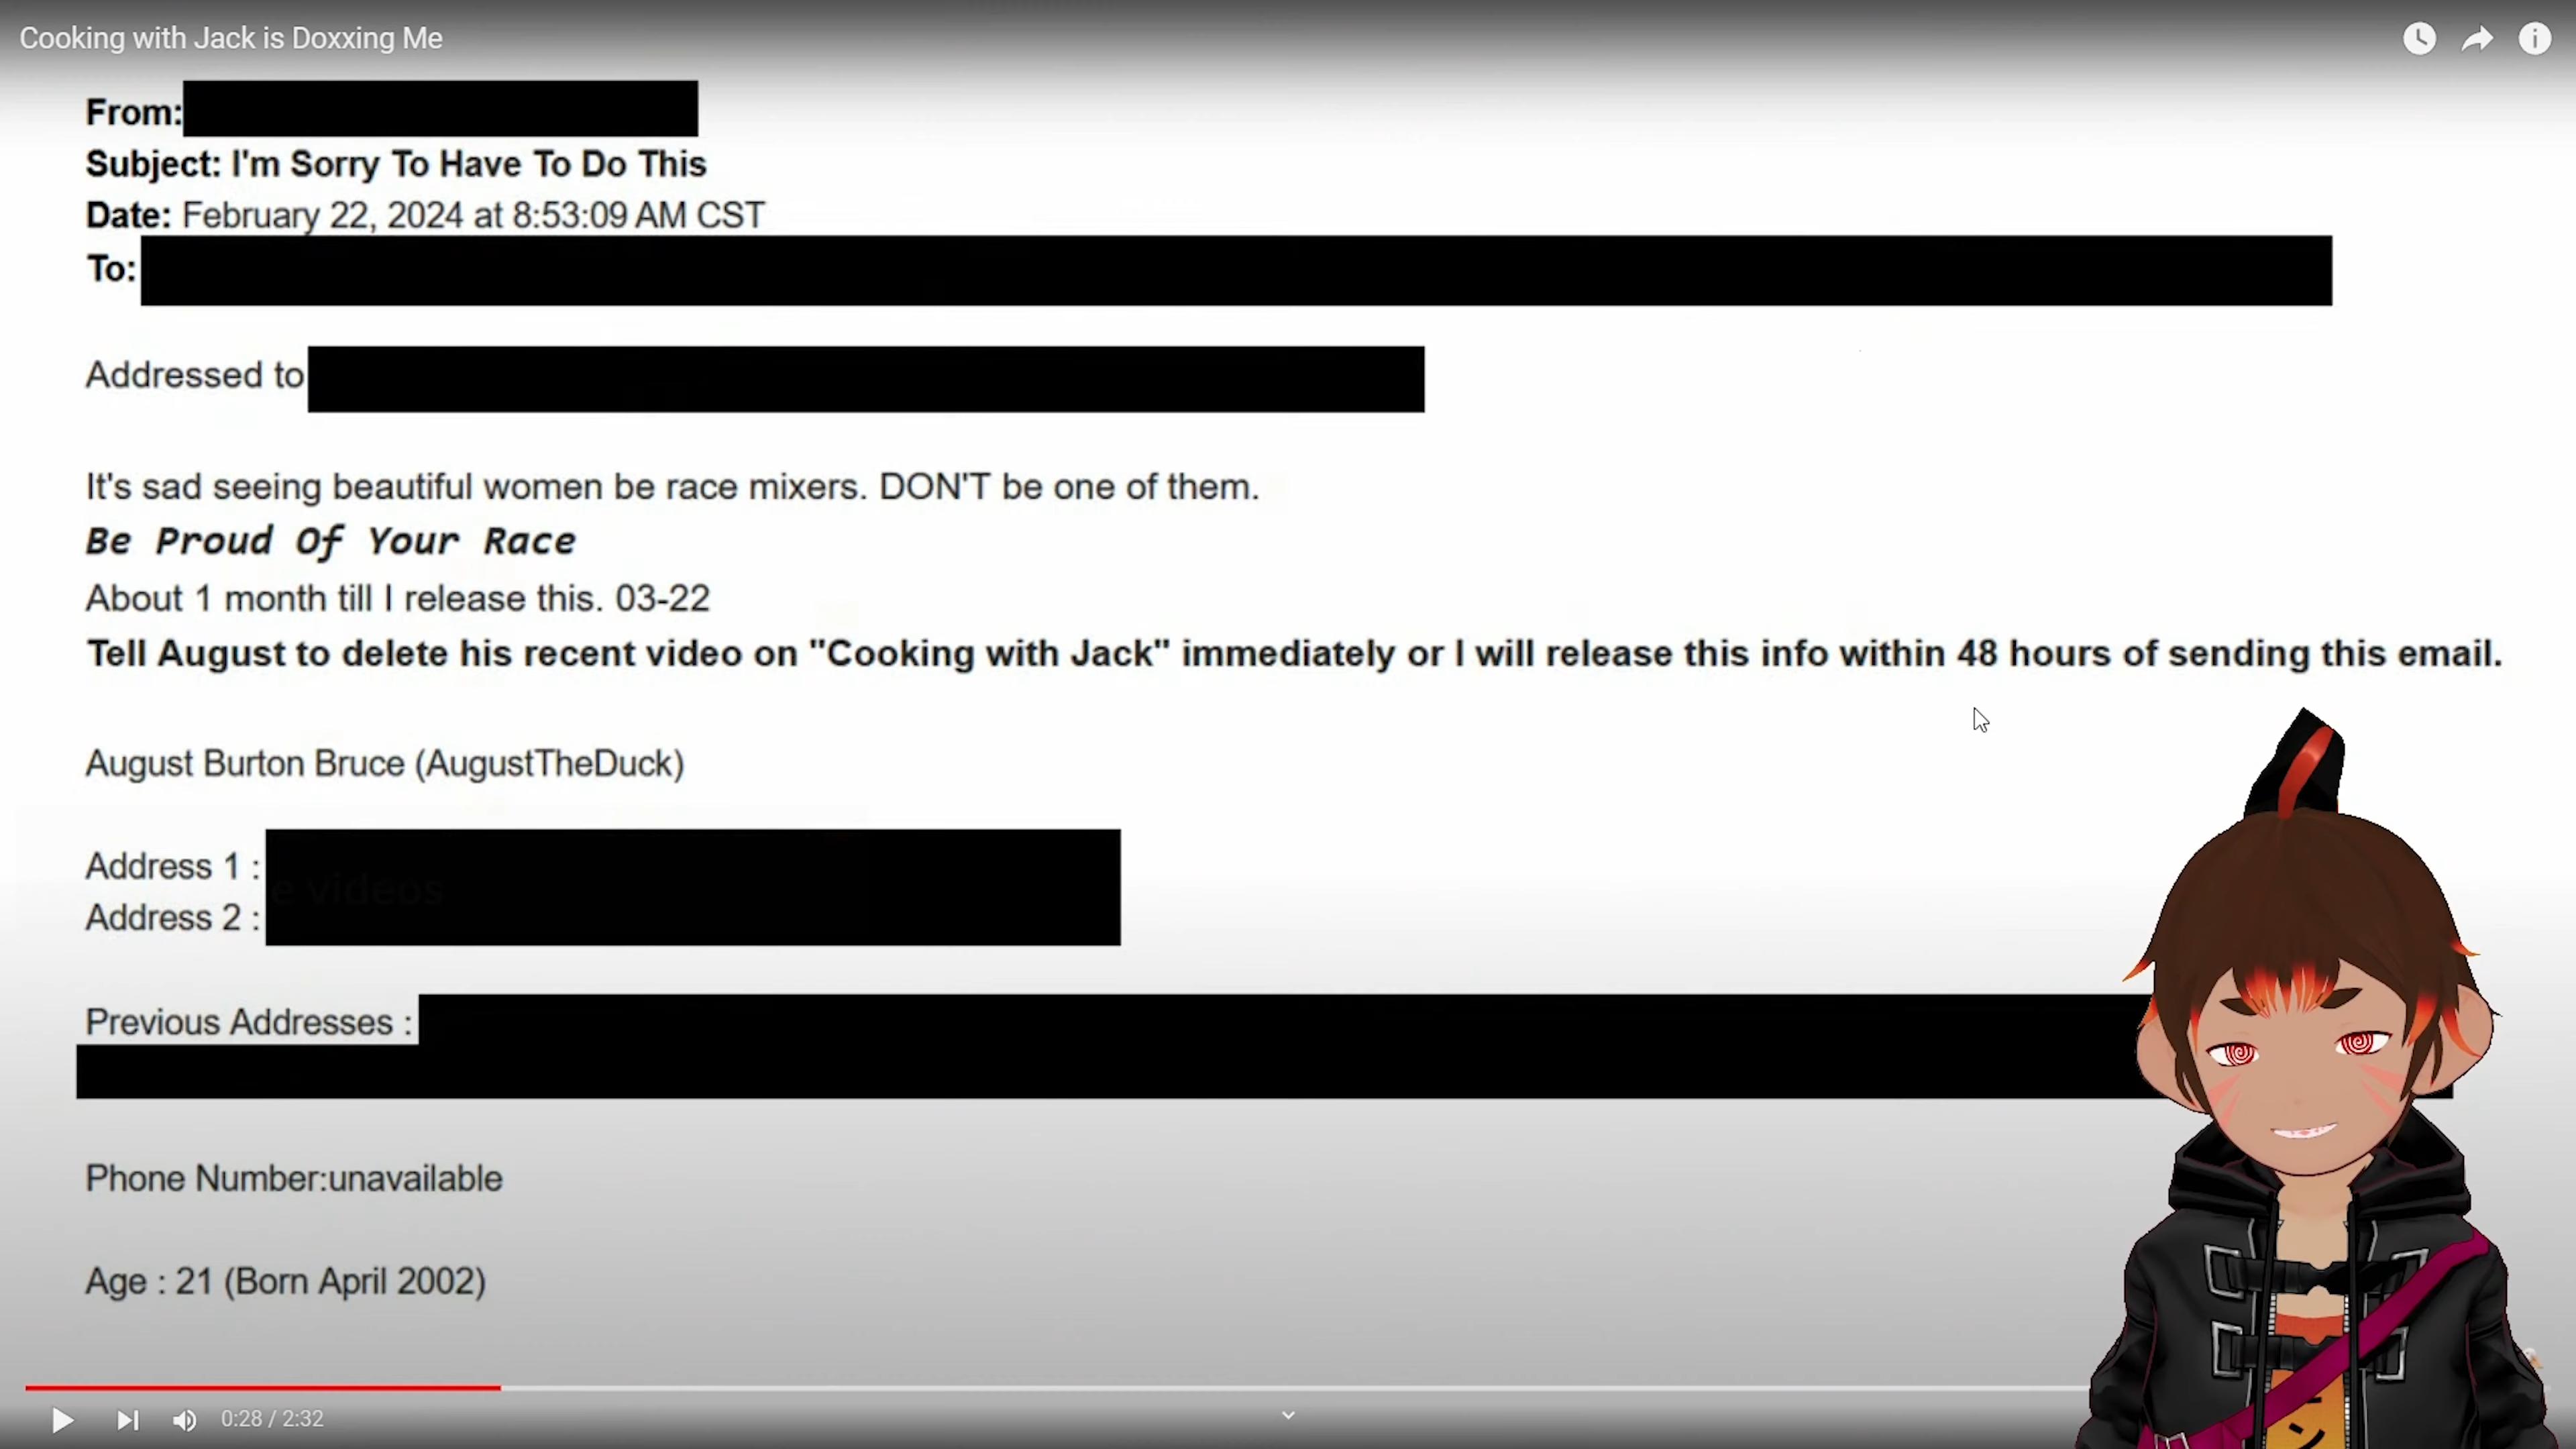 Cooking with Jack is Doxxing Me
From:
Subject: I'm Sorry To Have To Do This
Date: February 22, 2024 at 8:53:09 AM CST
To:
Addressed to
It's sad seeing beautiful women be race mixers. DON'T be one of them.
Be Proud Of Your Race
About 1 month till I release this. 03-22
Tell August to delete his recent video on "Cooking with Jack" immediately or I will release this info within 48 hours of sending this email.
August Burton Bruce (AugustTheDuck)
Address 1 :
e videos
Address 2 :
Previous Addresses :
Phone Number:unavailable
Age : 21 (Born April 2002)
0:28 / 2:32